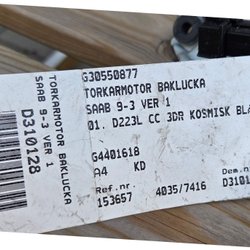 G30550877
TORKARMOTOR BAKLUCKA
SAAB 9-3 VER 1
01. D223L CC 3DR KOSMISK BLÅ
G4401618
A4 KD
Ref.nr
153657 4035/7416
Dem.n
D3101
TORKARMOTOR BAKLUCKA
SAAB 9-3 VER 1
D310128